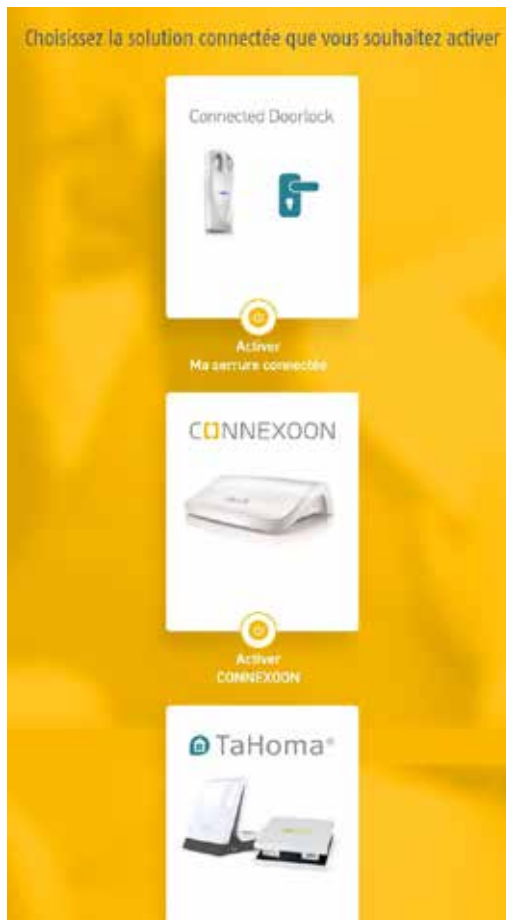 Choisissez la solution connectée que vous souhaitez activer
Connected Doorlock
Activer
Ma serrure connectée
CONNEXOON
Activer
CONNEXOON
TaHoma®